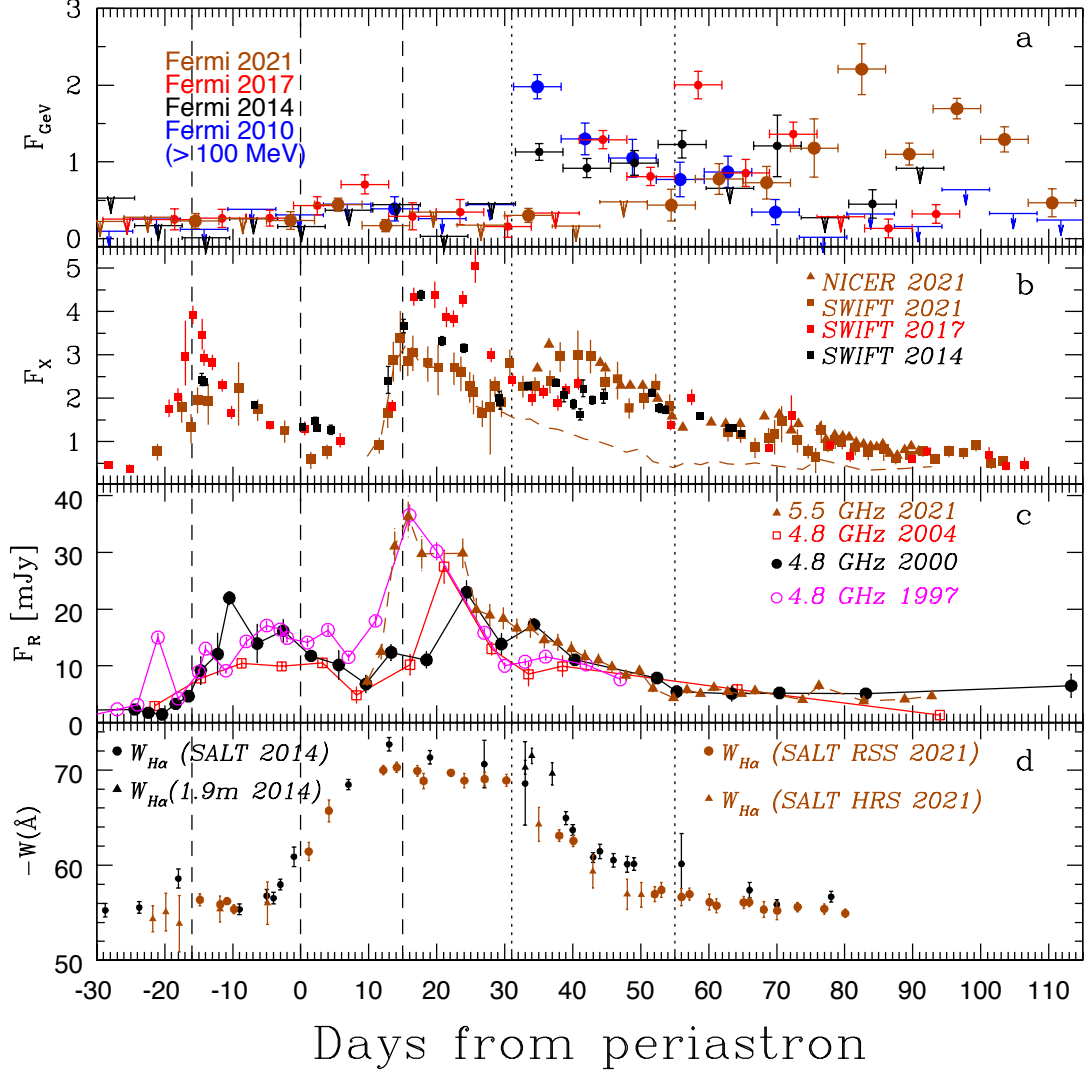 3
2
1
0
F_GeV
a
Fermi 2021
Fermi 2017
Fermi 2014
Fermi 2010
(> 100 MeV)
5
4
3
2
1
F_X
b
NICER 2021
SWIFT 2021
SWIFT 2017
SWIFT 2014
40
30
20
10
0
F_R [mJy]
c
5.5 GHz 2021
4.8 GHz 2004
4.8 GHz 2000
4.8 GHz 1997
70
60
50
-W(Å)
d
W_Hα (SALT 2014)
W_Hα(1.9m 2014)
W_Hα (SALT RSS 2021)
W_Hα (SALT HRS 2021)
-30 -20 -10 0 10 20 30 40 50 60 70 80 90 100 110
Days from periastron